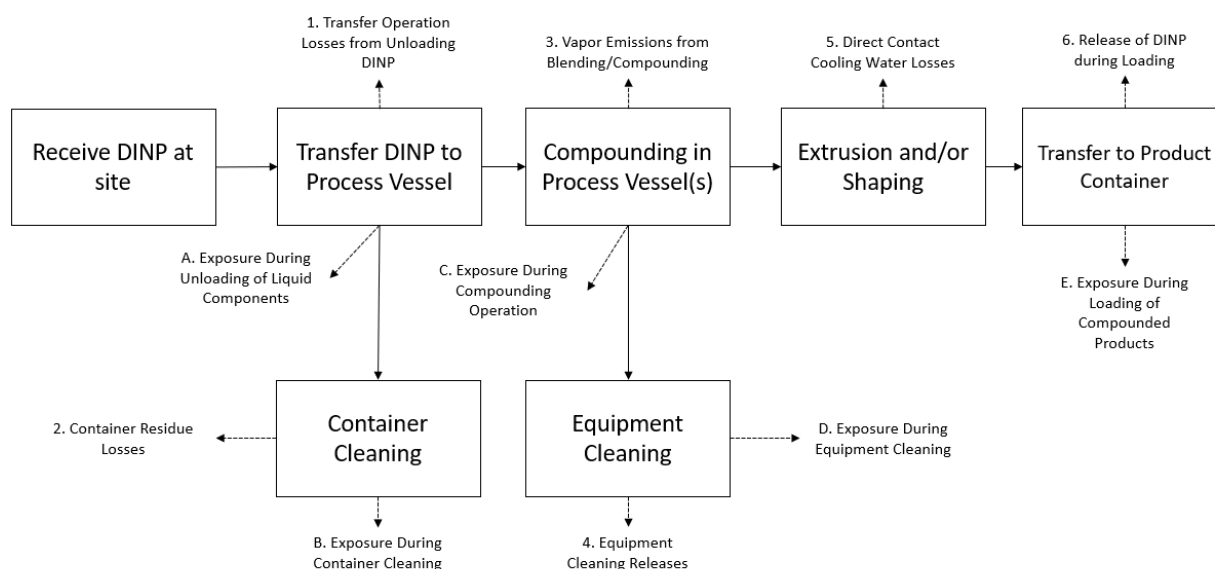 1. Transfer Operation
Losses from Unloading
DINP
3. Vapor Emissions from
Blending/Compounding
5. Direct Contact
Cooling Water Losses
6. Release of DINP
during Loading
Receive DINP at
site
Transfer DINP to
Process Vessel
Compounding in
Process Vessel(s)
Extrusion and/or
Shaping
Transfer to Product
Container
A. Exposure During
Unloading of Liquid
Components
C. Exposure During
Compounding
Operation
E. Exposure During
Loading of
Compounded
Products
2. Container Residue
Losses
Container
Cleaning
Equipment
Cleaning
D. Exposure During
Equipment Cleaning
B. Exposure During
Container Cleaning
4. Equipment
Cleaning Releases